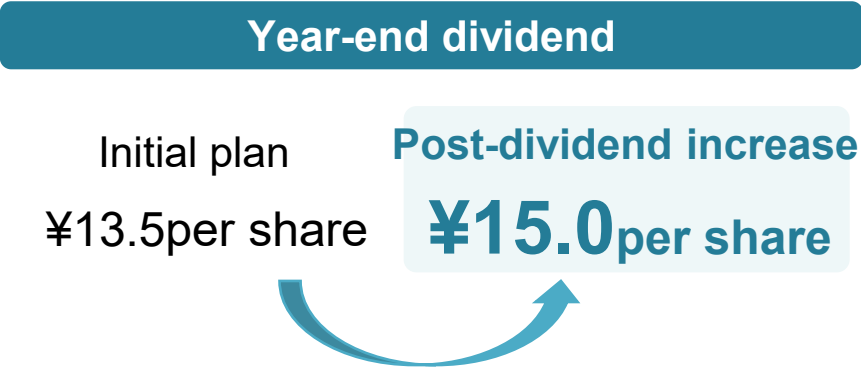 Year-end dividend
Initial plan
¥13.5per share
Post-dividend increase
¥15.0per share